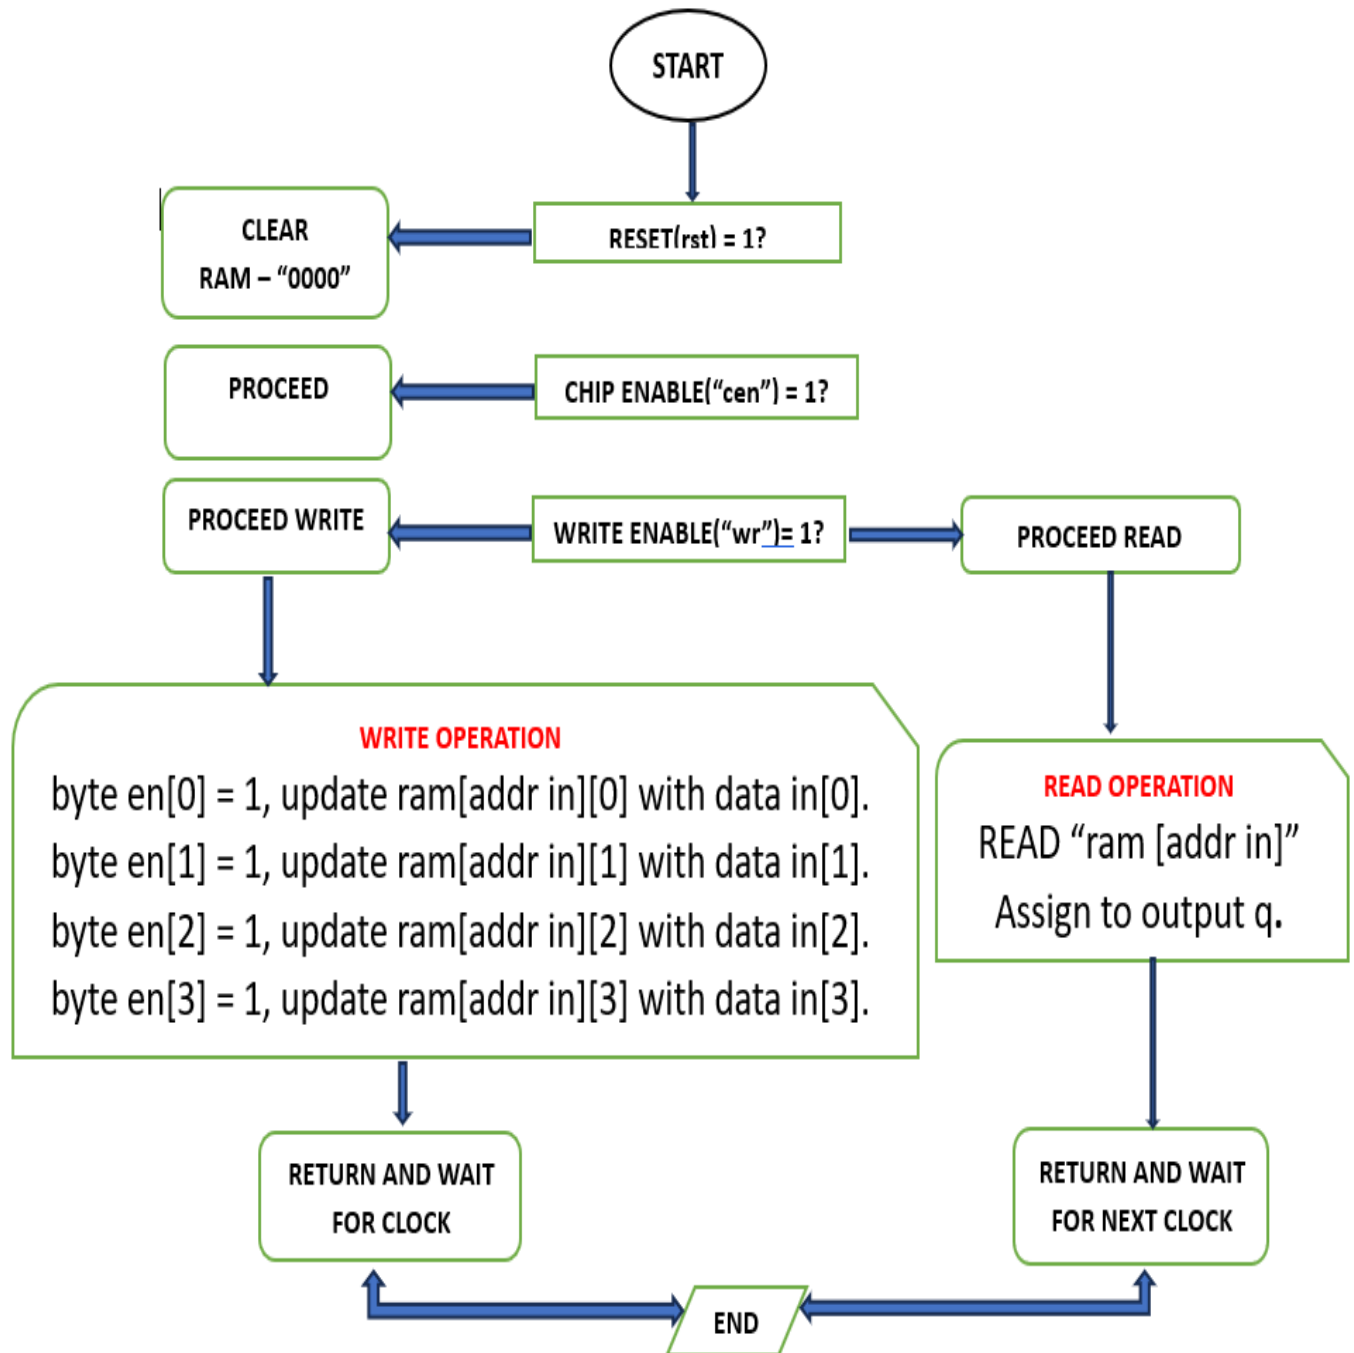 START
CLEAR
RAM – “0000”
RESET(rst) = 1?
PROCEED
CHIP ENABLE(“cen”) = 1?
PROCEED WRITE
WRITE ENABLE(“wr”)= 1?
PROCEED READ
WRITE OPERATION
byte en[0] = 1, update ram[addr in][0] with data in[0].
byte en[1] = 1, update ram[addr in][1] with data in[1].
byte en[2] = 1, update ram[addr in][2] with data in[2].
byte en[3] = 1, update ram[addr in][3] with data in[3].
READ OPERATION
READ “ram [addr in]”
Assign to output q.
RETURN AND WAIT
FOR CLOCK
RETURN AND WAIT
FOR NEXT CLOCK
END